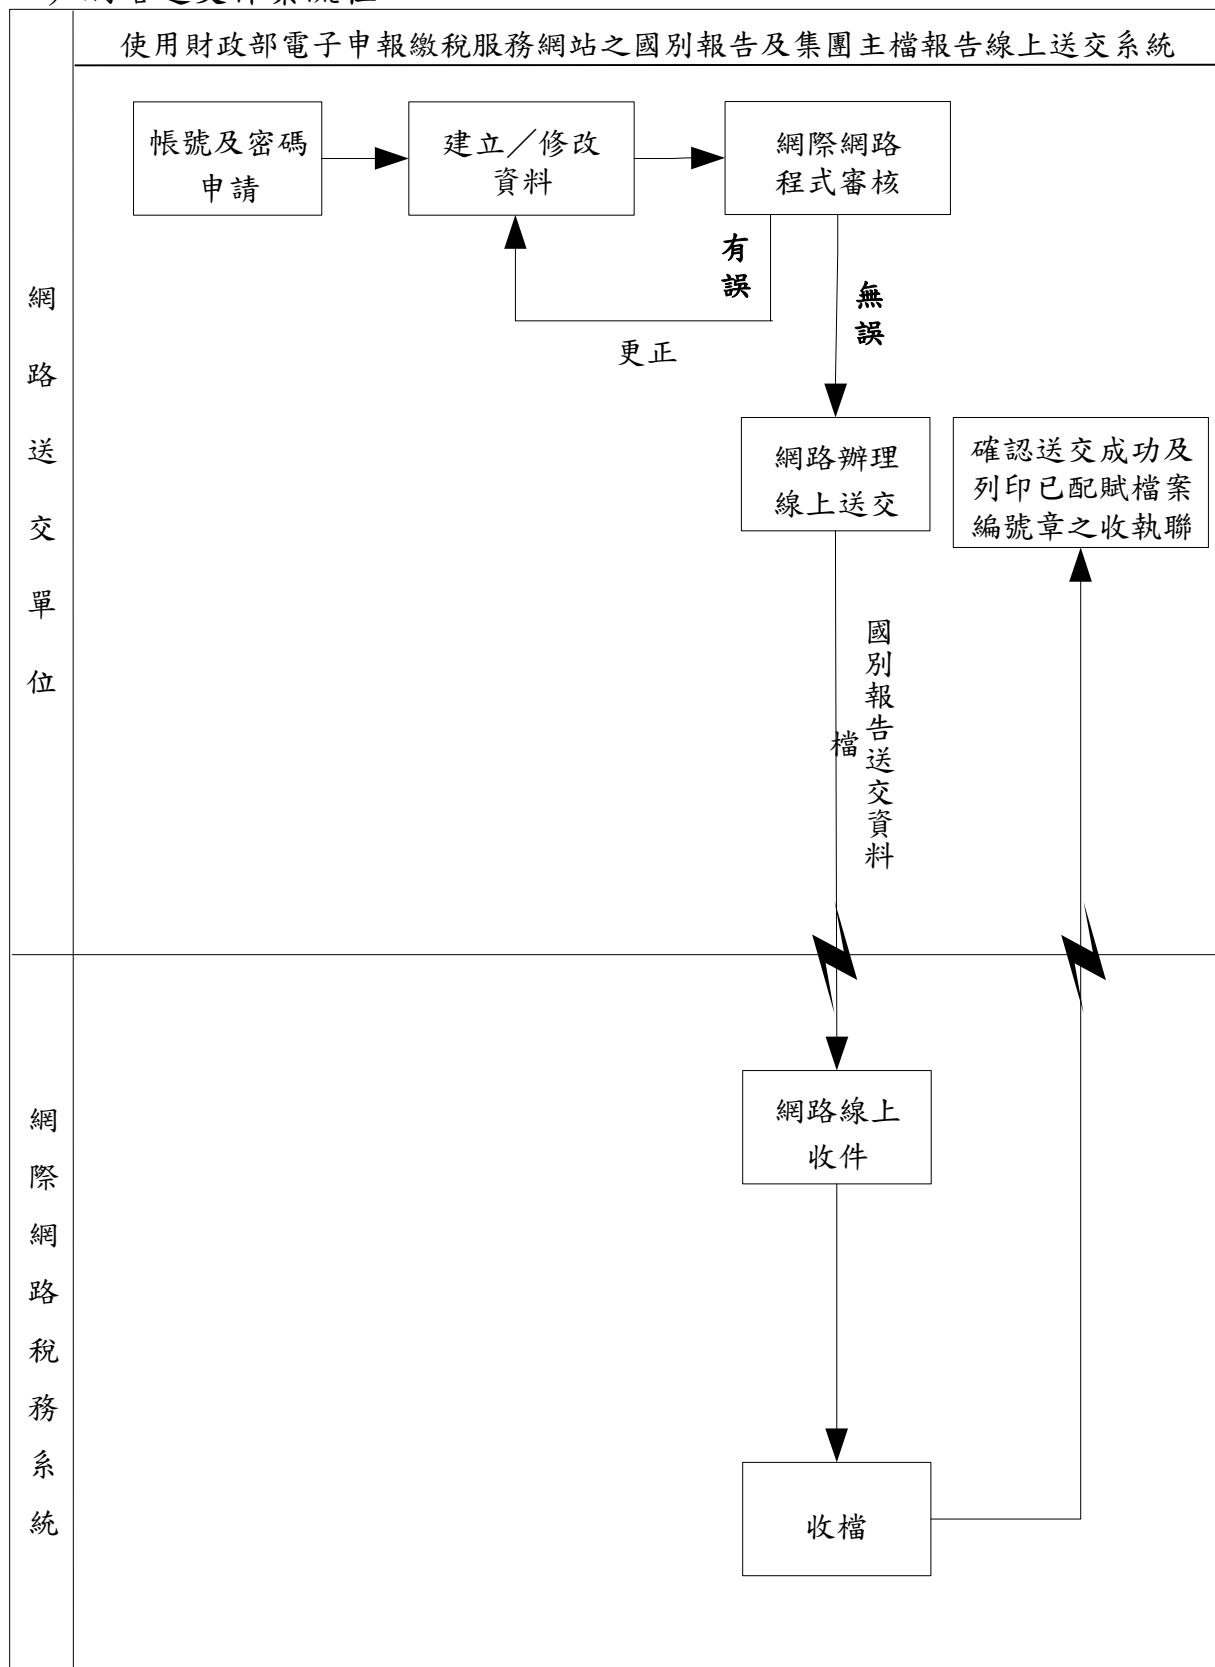 使用財政部電子申報繳稅服務網站之國別報告及集團主檔報告線上送交系統
網路送交單位
帳號及密碼
申請
建立／修改
資料
網際網路
程式審核
有誤
無誤
更正
網路辦理
線上送交
確認送交成功及
列印已配賦檔案
編號章之收執聯
國別報告送交資料
檔
網際網路稅務系統
網路線上
收件
收檔